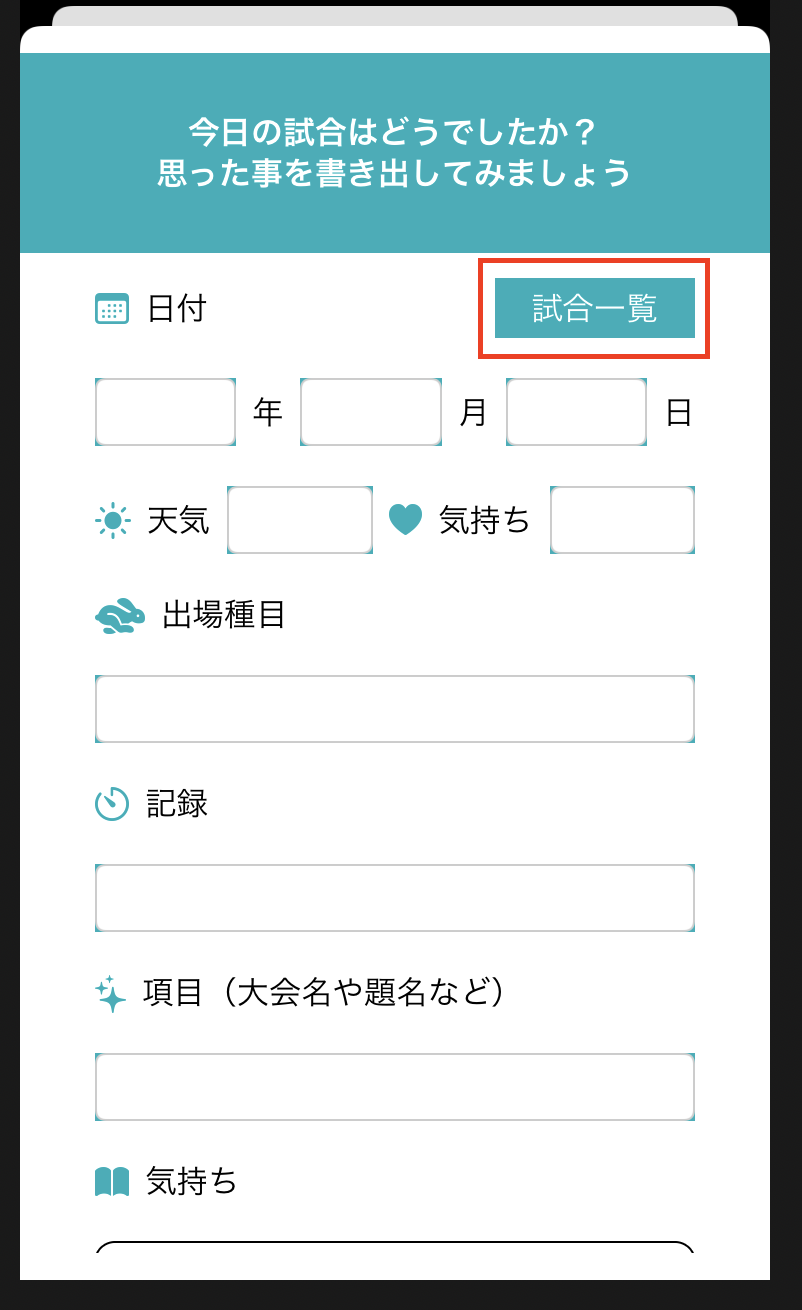 今日の試合はどうでしたか？
思った事を書き出してみましょう
日付
試合一覧
年 月 日
天気 気持ち
出場種目
記録
項目（大会名や題名など）
気持ち